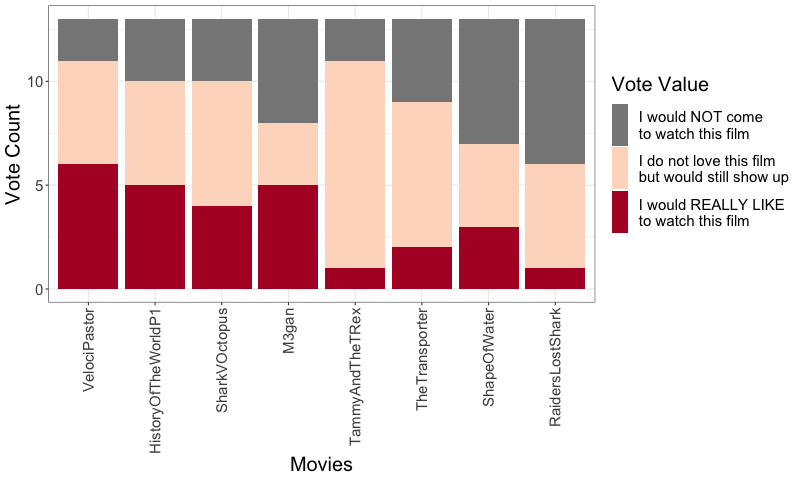 Vote Count
10
5
0
VelociPastor
HistoryOfTheWorldP1
SharkVOctopus
M3gan
TammyAndTheTRex
TheTransporter
ShapeOfWater
RaidersLostShark
Movies
Vote Value
I would NOT come
to watch this film
I do not love this film
but would still show up
I would REALLY LIKE
to watch this film